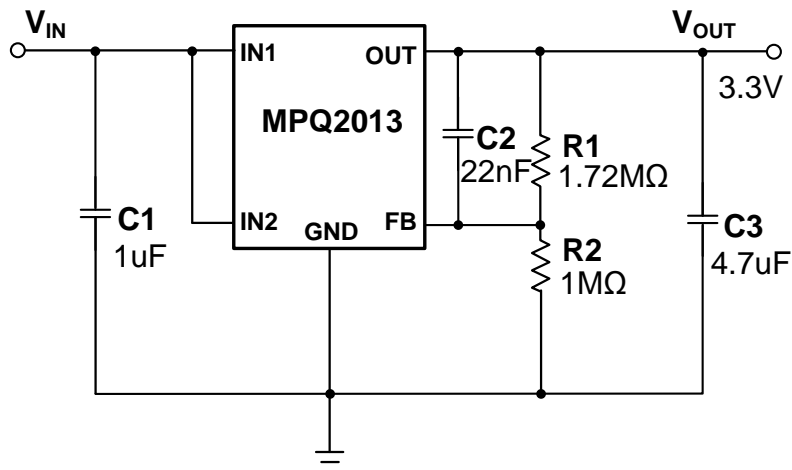 VIN
VOUT
IN1
OUT
3.3V
MPQ2013
C2
22nF
R1
1.72MΩ
C1
1uF
IN2
GND
FB
R2
1MΩ
C3
4.7uF